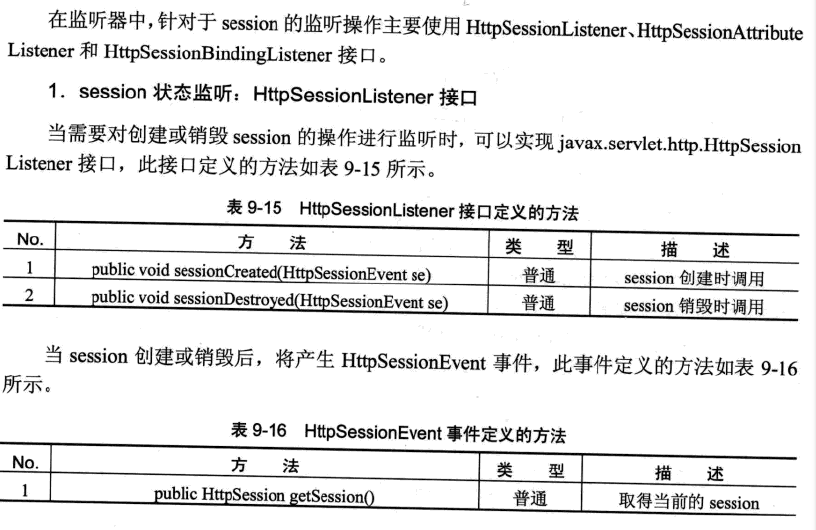 在监听器中，针对于 session 的监听操作主要使用 HttpSessionListener、HttpSessionAttribute
Listener 和 HttpSessionBindingListener 接口。
1．session 状态监听：HttpSessionListener 接口
当需要对创建或销毁 session 的操作进行监听时，可以实现 javax.servlet.http.HttpSession
Listener 接口，此接口定义的方法如表 9-15 所示。
表 9-15 HttpSessionListener 接口定义的方法
No. 方 法 类 型 描 述
1 public void sessionCreated(HttpSessionEvent se) 普通 session 创建时调用
2 public void sessionDestroyed(HttpSessionEvent se) 普通 session 销毁时调用
当 session 创建或销毁后，将产生 HttpSessionEvent 事件，此事件定义的方法如表 9-16
所示。
表 9-16 HttpSessionEvent 事件定义的方法
No. 方 法 类 型 描 述
1 public HttpSession getSession() 普通 取得当前的 session